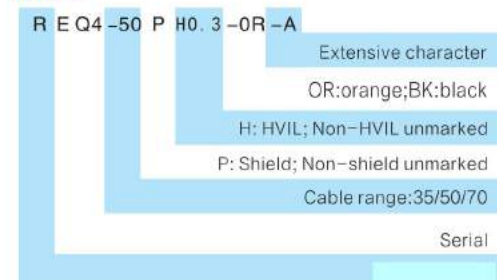 R E Q4-50 P H0.3-0R-A
Extensive character
OR:orange;BK:black
H: HVIL; Non-HVIL unmarked
P: Shield; Non-shield unmarked
Cable range:35/50/70
Serial